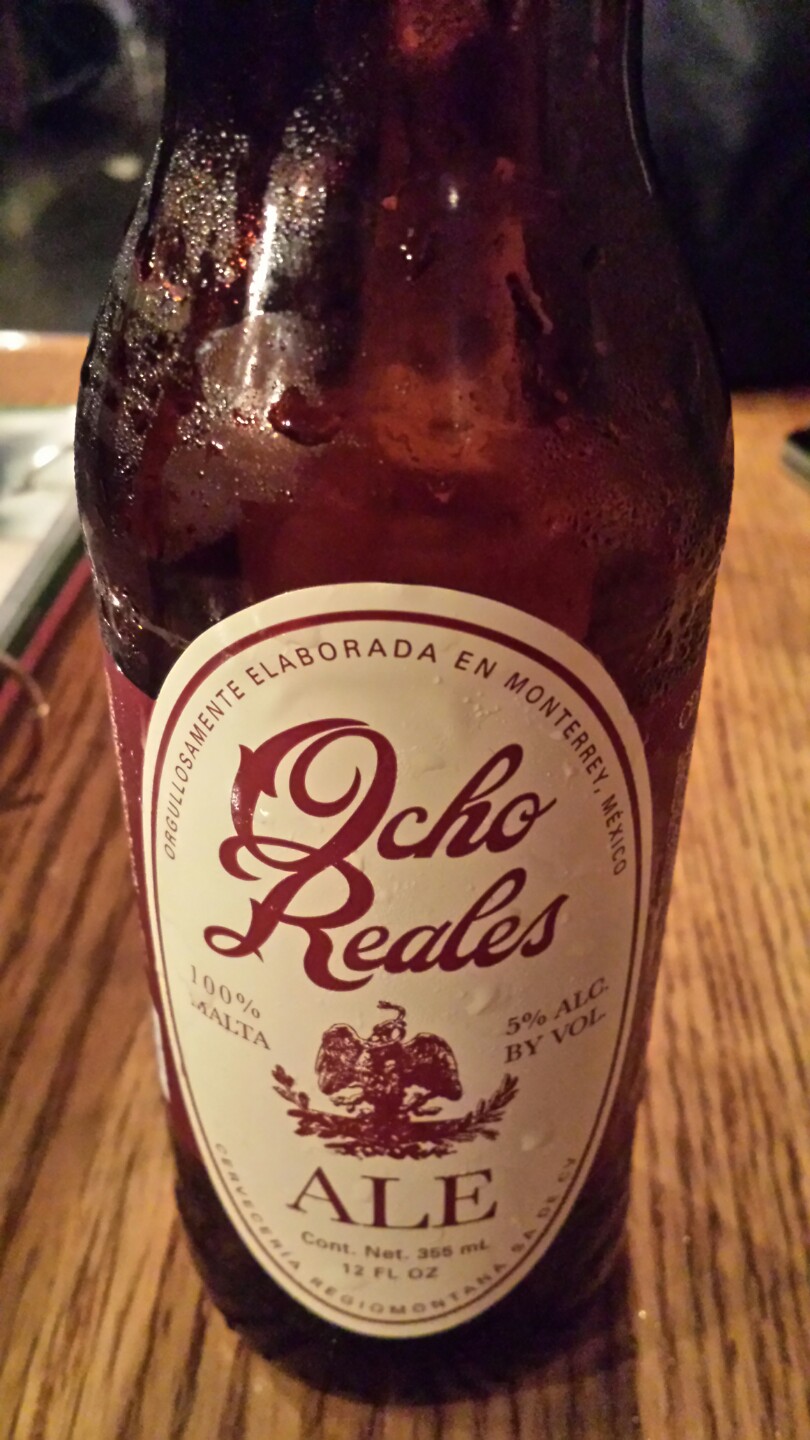 ORGULLOSAMENTE ELABORADA EN MONTERREY, MÉXICO
Ocho
Reales
100%
MALTA
5% ALC.
BY VOL.
ALE
Cont. Net. 355 mL
12 FL OZ
CERVECERÍA REGIOMONTANA SA DE CV